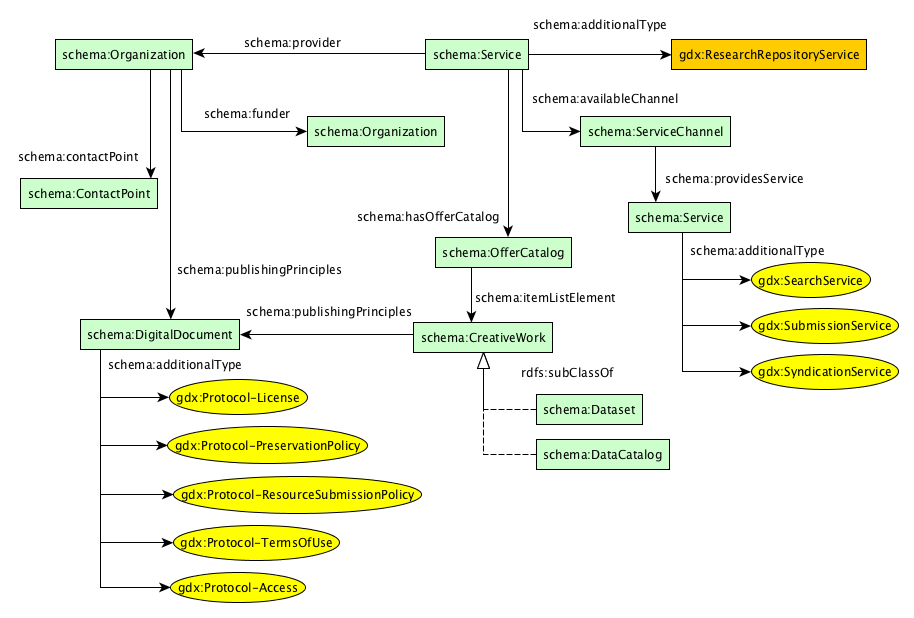 schema:additionalType
schema:provider
schema:Organization
schema:Service
gdx:ResearchRepositoryService
schema:availableChannel
schema:funder
schema:Organization
schema:ServiceChannel
schema:contactPoint
schema:providesService
schema:ContactPoint
schema:hasOfferCatalog
schema:Service
schema:OfferCatalog
schema:additionalType
schema:publishingPrinciples
gdx:SearchService
schema:itemListElement
schema:publishingPrinciples
gdx:SubmissionService
schema:DigitalDocument
schema:CreativeWork
schema:additionalType
rdfs:subClassOf
gdx:SyndicationService
gdx:Protocol-License
schema:Dataset
gdx:Protocol-PreservationPolicy
schema:DataCatalog
gdx:Protocol-ResourceSubmissionPolicy
gdx:Protocol-TermsOfUse
gdx:Protocol-Access